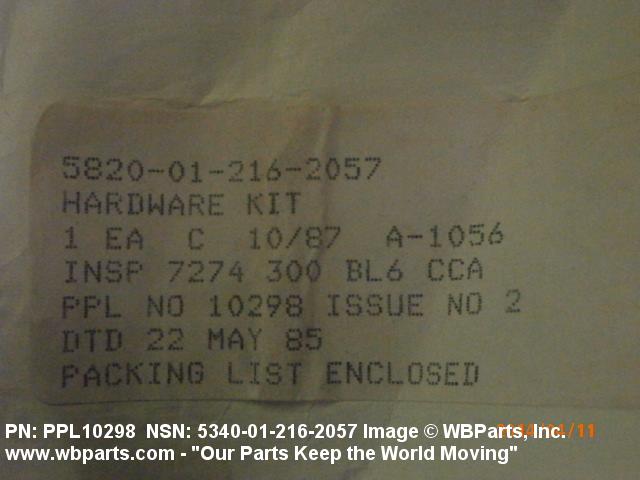 5820-01-216-2057
HARDWARE KIT
1 EA C 10/87 A-1056
INSP 7274 300 BL6 CCA
PPL NO 10298 ISSUE NO 2
DTD 22 MAY 85
PACKING LIST ENCLOSED
PN: PPL10298 NSN: 5340-01-216-2057 Image © WBParts, Inc.
www.wbparts.com - "Our Parts Keep the World Moving"